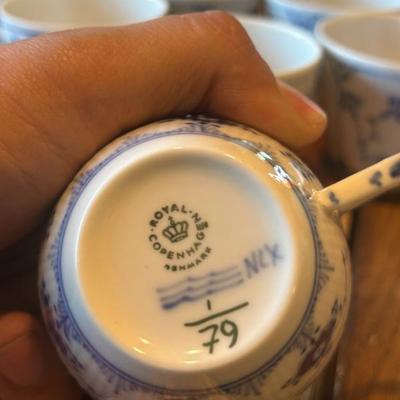 ROYAL
COPENHAGEN
DENMARK
NLX
1
79